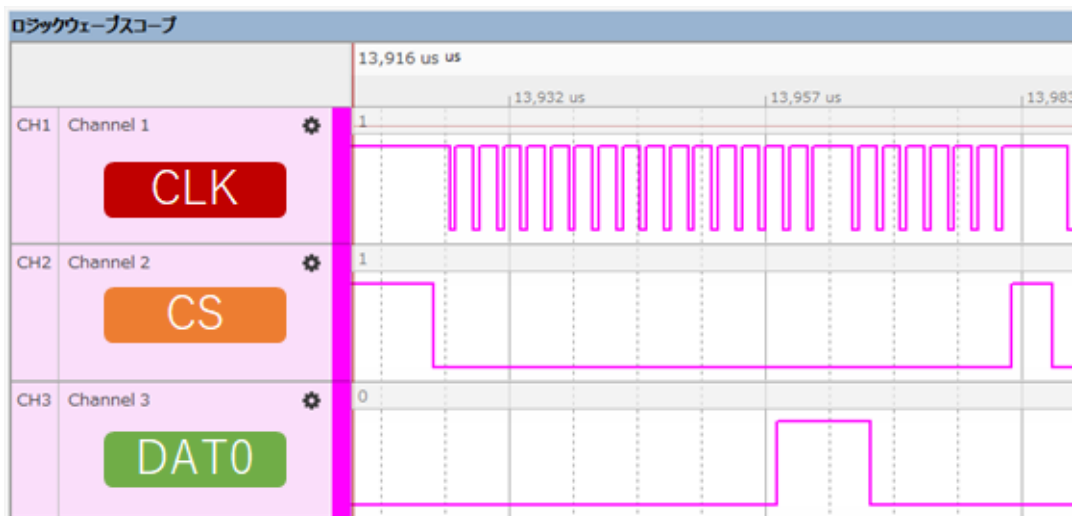 ロジックウェーブスコープ
13,916 us us
13,932 us
13,957 us
13,983
CH1 Channel 1
1
CLK
CH2 Channel 2
1
CS
CH3 Channel 3
0
DAT0